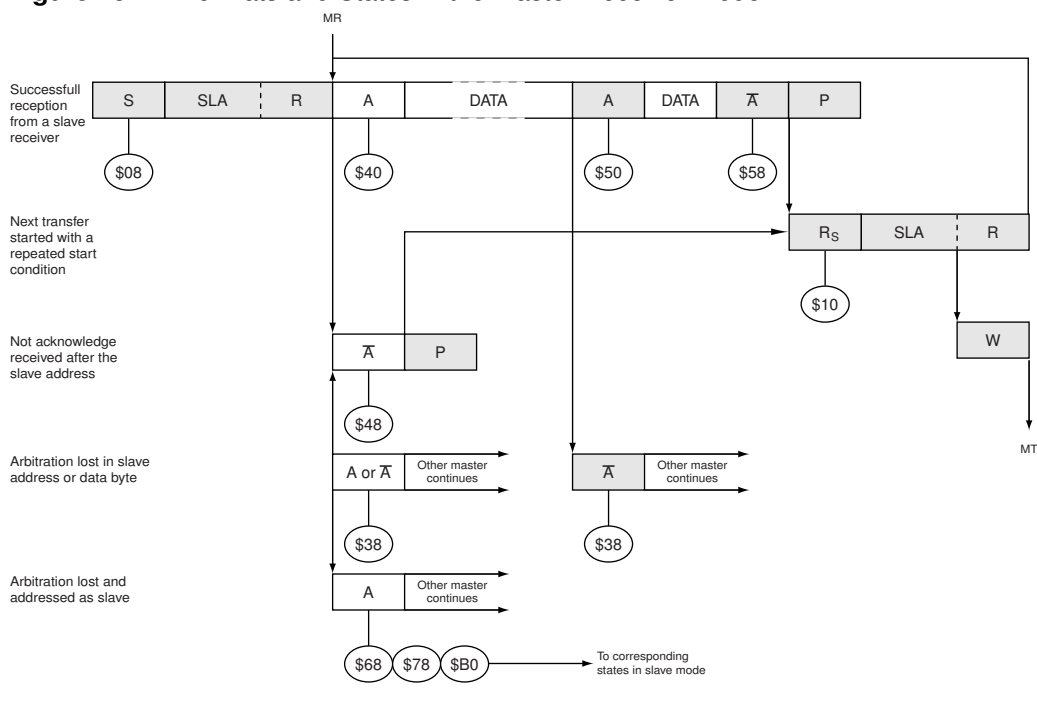 MR
Successfull
reception
from a slave
receiver
S SLA R A DATA A DATA A̅ P
$08 $40 $50 $58
Next transfer
started with a
repeated start
condition
RS SLA R
$10
Not acknowledge
received after the
slave address
A̅ P
W
$48
MT
Arbitration lost in slave
address or data byte
A or A̅ Other master
continues
A̅ Other master
continues
$38 $38
Arbitration lost and
addressed as slave
A Other master
continues
$68 $78 $B0
To corresponding
states in slave mode